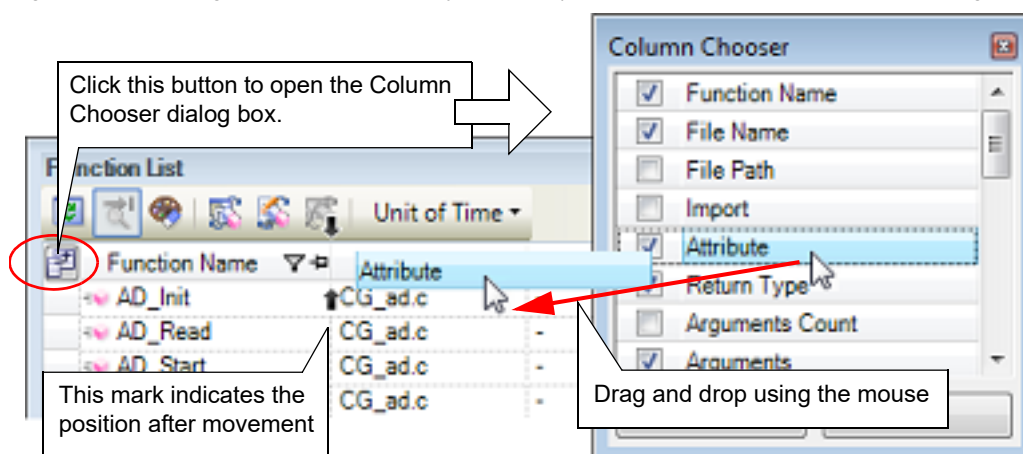 Column Chooser
Click this button to open the Column
Chooser dialog box.
Function Name
File Name
File Path
Import
Attribute
Return Type
Arguments Count
Arguments
Function List
Unit of Time
Function Name
Attribute
AD_Init
CG_ad.c
AD_Read
CG_ad.c
-
AD_Start
CG_ad.c
-
CG_ad.c
-
This mark indicates the
position after movement
Drag and drop using the mouse